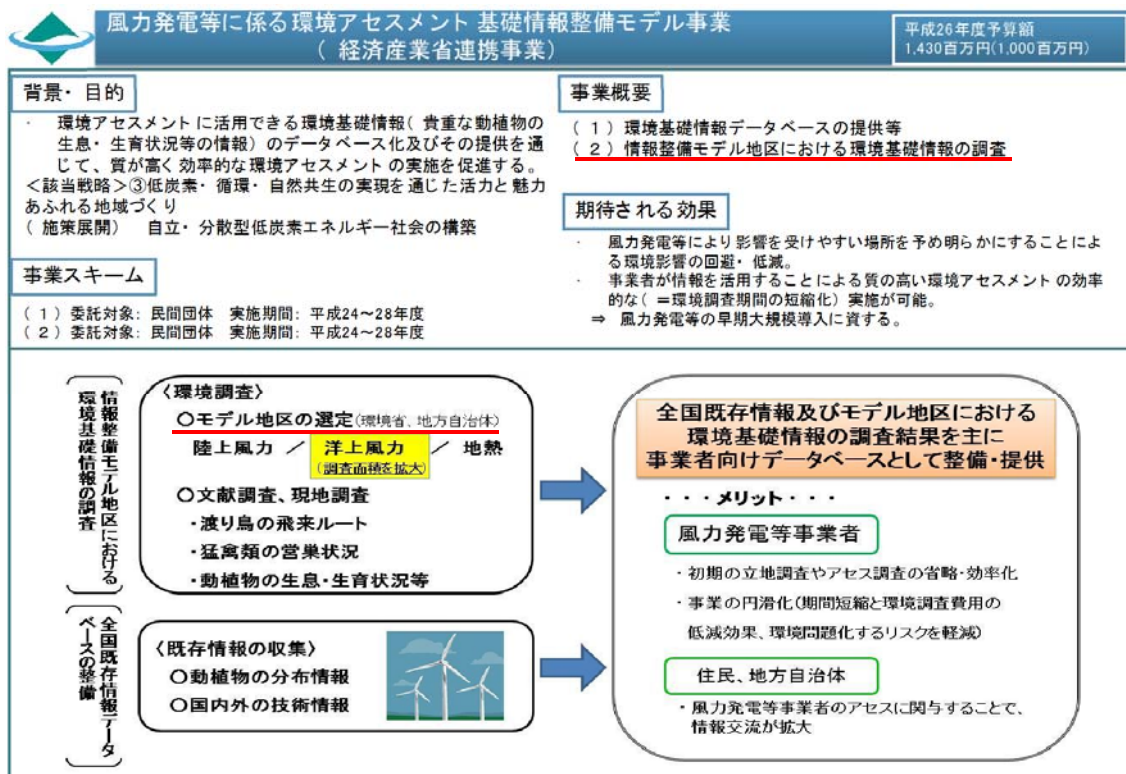 風力発電等に係る環境アセスメント 基礎情報整備モデル事業
( 経済産業省連携事業)
平成26年度予算額
1,430百万円(1,000百万円)
背景・目的
・ 環境アセスメントに活用できる環境基礎情報( 貴重な動植物の
生息・生育状況等の情報) のデータベース化及びその提供を通
じて、質が高く効率的な環境アセスメントの実施を促進する。
<該当戦略>③低炭素・循環・自然共生の実現を通じた活力と魅力
あふれる地域づくり
( 施策展開) 自立・分散型低炭素エネルギー社会の構築
事業スキーム
( 1 ) 委託対象: 民間団体 実施期間: 平成24～28年度
( 2 ) 委託対象: 民間団体 実施期間: 平成24～28年度
事業概要
( 1 ) 環境基礎情報データベースの提供等
( 2 ) 情報整備モデル地区における環境基礎情報の調査
期待される効果
・ 風力発電等により影響を受けやすい場所を予め明らかにすることによ
る環境影響の回避・低減。
・ 事業者が情報を活用することによる質の高い環境アセスメントの効率
的な( =環境調査期間の短縮化) 実施が可能。
⇒ 風力発電等の早期大規模導入に資する。
情報整備モデル地区における
環境基礎情報の調査
〈環境調査〉
○モデル地区の選定(環境省、地方自治体)
陸上風力 ／ 洋上風力 ／ 地熱
(調査面積を拡大)
○文献調査、現地調査
・渡り鳥の飛来ルート
・猛禽類の営巣状況
・動植物の生息・生育状況等
全国既存情報データ
ベースの整備
〈既存情報の収集〉
○動植物の分布情報
○国内外の技術情報
全国既存情報及びモデル地区における
環境基礎情報の調査結果を主に
事業者向けデータベースとして整備・提供
・・・メリット・・・
風力発電等事業者
・初期の立地調査やアセス調査の省略・効率化
・事業の円滑化(期間短縮と環境調査費用の
低減効果、環境問題化するリスクを軽減)
住民、地方自治体
・風力発電等事業者のアセスに関与することで、
情報交流が拡大